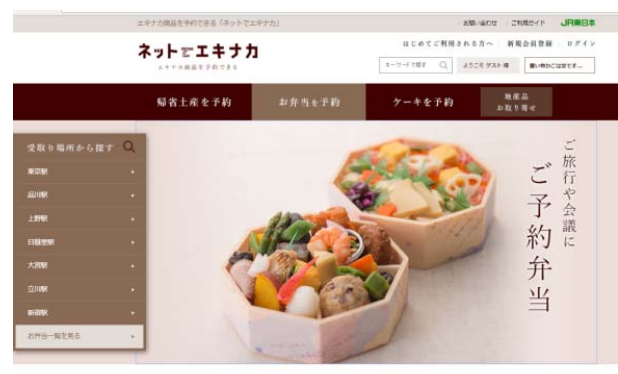 エキナカ商品を予約できる「ネットでエキナカ」
お問い合わせ
ご利用ガイド
JR東日本
ネットでエキナカ
エキナカの商品を予約できる
はじめてご利用される方へ
新規会員登録
ログイン
キーワードで探す
ようこそ ゲスト 様
買い物かごは空です...
帰省土産を予約
お弁当を予約
ケーキを予約
地産品
お取り寄せ
受取り場所から探す
東京駅
品川駅
上野駅
日暮里駅
大宮駅
立川駅
新宿駅
お弁当一覧を見る
ご旅行や会議に
ご予約弁当